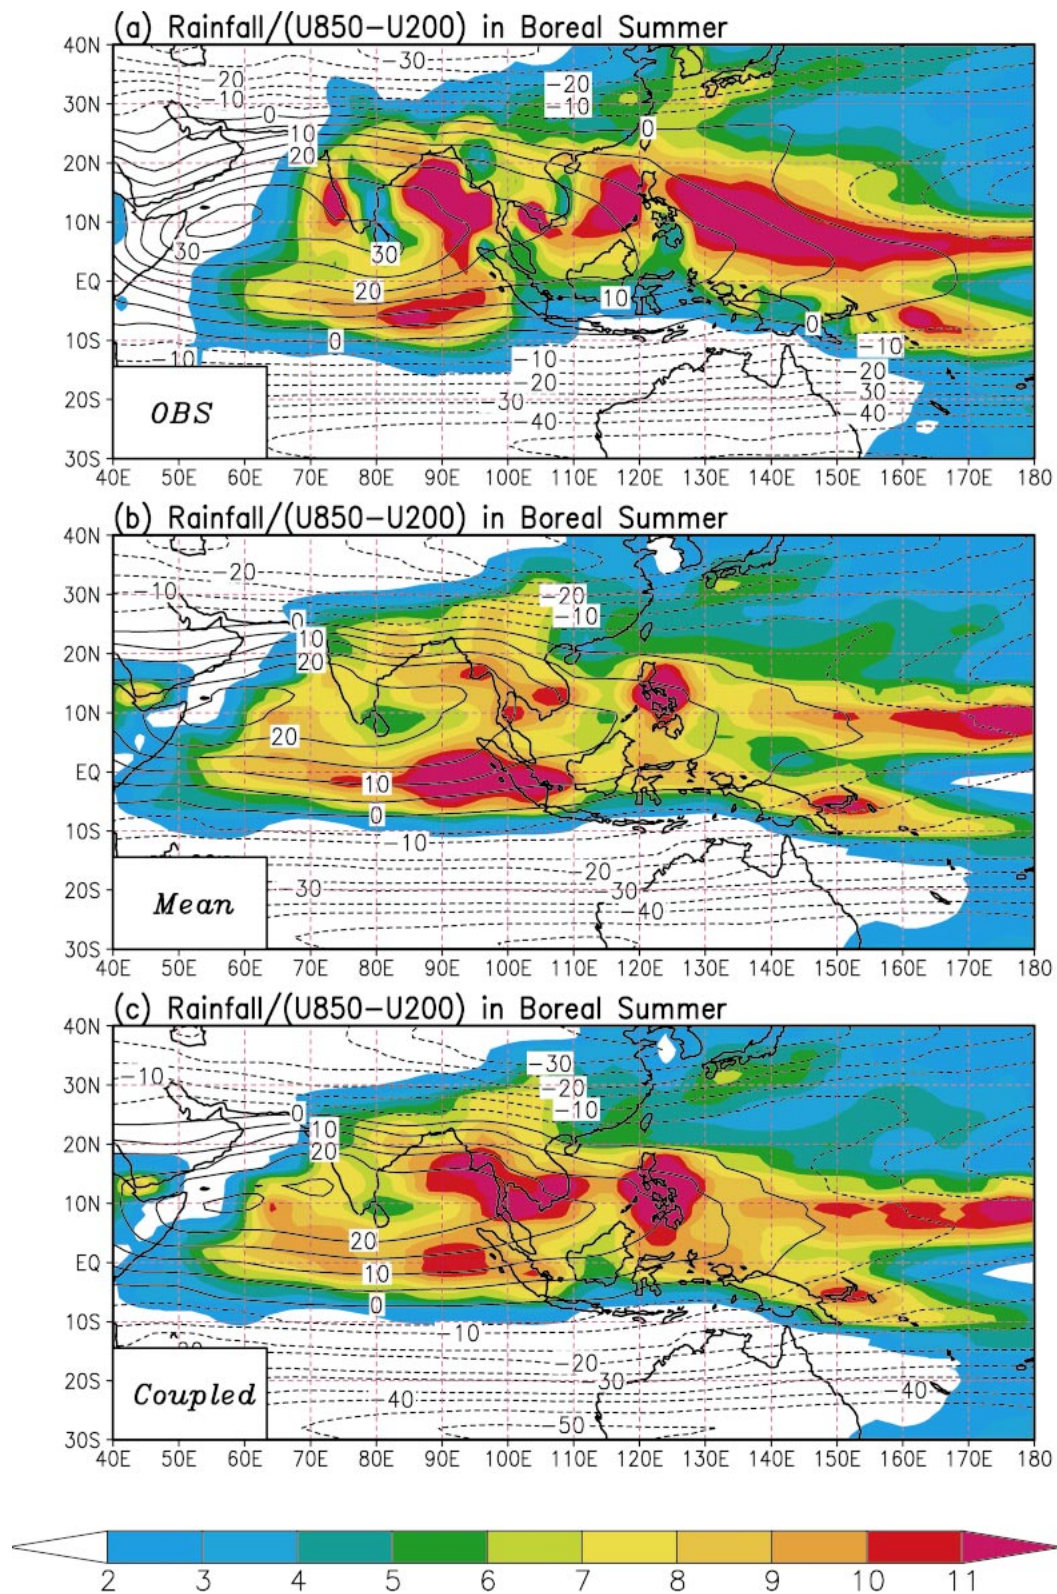 (a) Rainfall/(U850−U200) in Boreal Summer
40N
30N
20N
10N
EQ
10S
20S
30S
−30
−20
−10
0
10
20
−20
−10
0
30
30
20
10
0
0
−10
−10
−10
−20
−30
−40
−20
−30
−40
OBS
40E 50E 60E 70E 80E 90E 100E 110E 120E 130E 140E 150E 160E 170E 180
(b) Rainfall/(U850−U200) in Boreal Summer
40N
30N
20N
10N
EQ
10S
20S
30S
−20
−10
0
10
20
−20
−10
20
10
0
−10
−30
−20
−30
−40
Mean
40E 50E 60E 70E 80E 90E 100E 110E 120E 130E 140E 150E 160E 170E 180
(c) Rainfall/(U850−U200) in Boreal Summer
40N
30N
20N
10N
EQ
10S
20S
30S
−10
0
10
20
−30
−20
−10
20
10
0
−10
−20
−30
40
−40
−50
Coupled
40E 50E 60E 70E 80E 90E 100E 110E 120E 130E 140E 150E 160E 170E 180
2 3 4 5 6 7 8 9 10 11